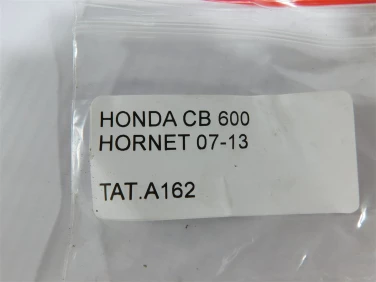 HONDA CB 600
HORNET 07-13
TAT.A162